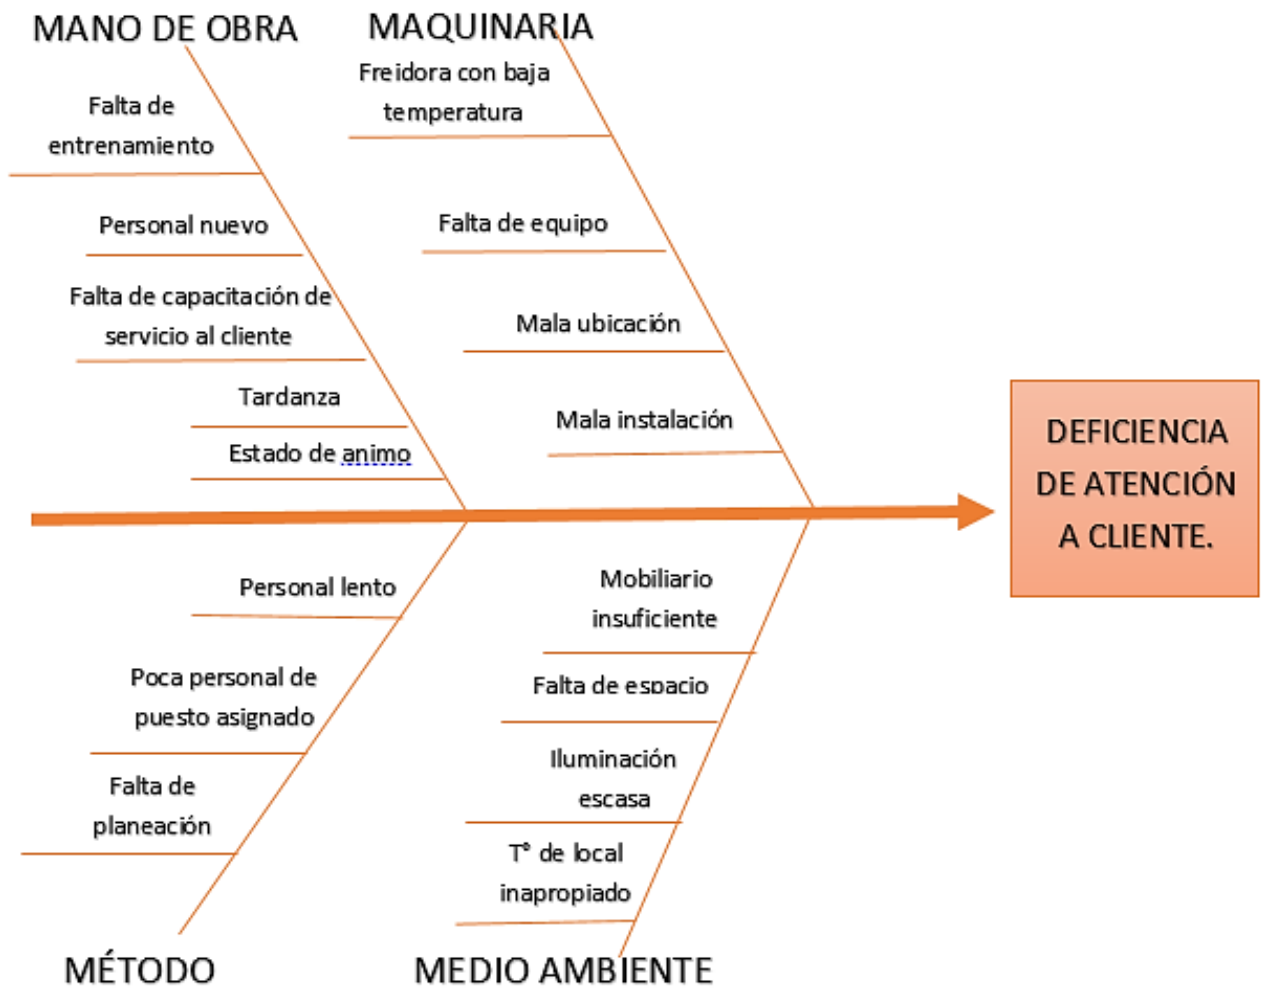 MANO DE OBRA
Falta de
entrenamiento
Personal nuevo
Falta de capacitación de
servicio al cliente
Tardanza
Estado de animo
MAQUINARIA
Freidora con baja
temperatura
Falta de equipo
Mala ubicación
Mala instalación
DEFICIENCIA
DE ATENCIÓN
A CLIENTE.
Personal lento
Poca personal de
puesto asignado
Falta de
planeación
MÉTODO
Mobiliario
insuficiente
Falta de espacio
Iluminación
escasa
T° de local
inapropiado
MEDIO AMBIENTE